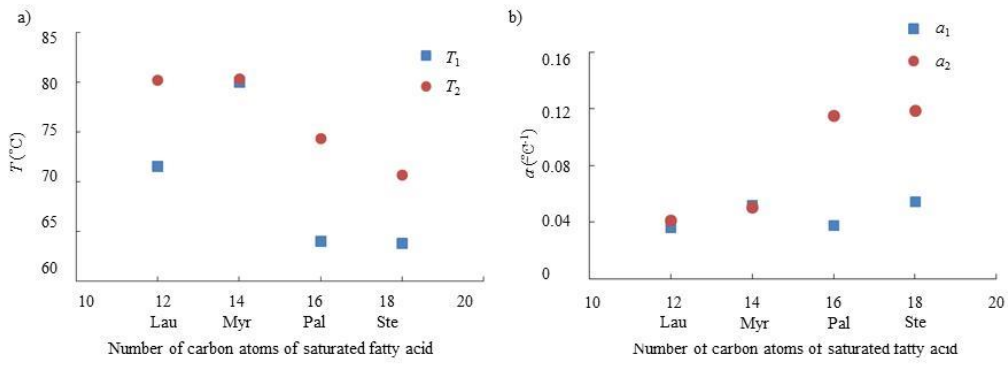 a)
85
80
75
70
65
60
T (°C)
T1
T2
10 12 14 16 18 20
Lau Myr Pal Ste
Number of carbon atoms of saturated fatty acid
b)
a1
a2
0.16
0.12
0.08
0.04
0
a (°C-1)
10 12 14 16 18 20
Lau Myr Pal Ste
Number of carbon atoms of saturated fatty acid